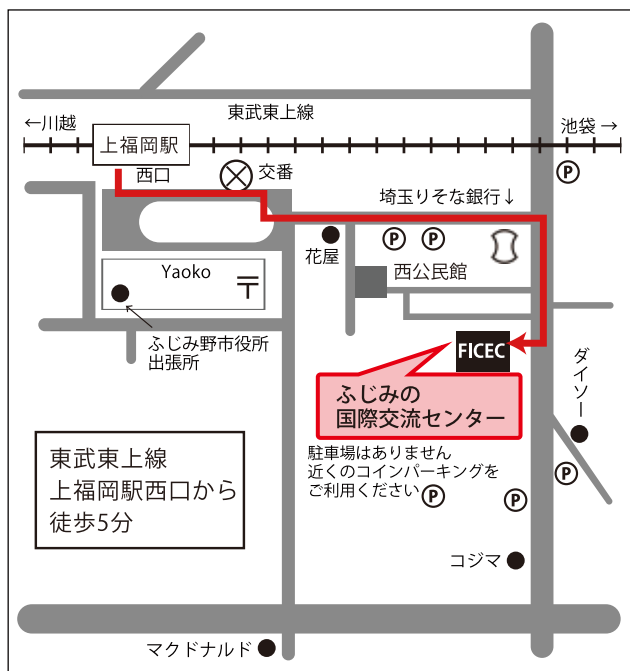 東武東上線
←川越
池袋→
上福岡駅
西口
交番
P
埼玉りそな銀行↓
花屋
P
P
西公民館
Yaoko
〒
ふじみ野市役所
出張所
FICEC
ダイソー
ふじみの
国際交流センター
駐車場はありません
近くのコインパーキングを
ご利用ください
P
P
P
東武東上線
上福岡駅西口から
徒歩5分
コジマ
マクドナルド